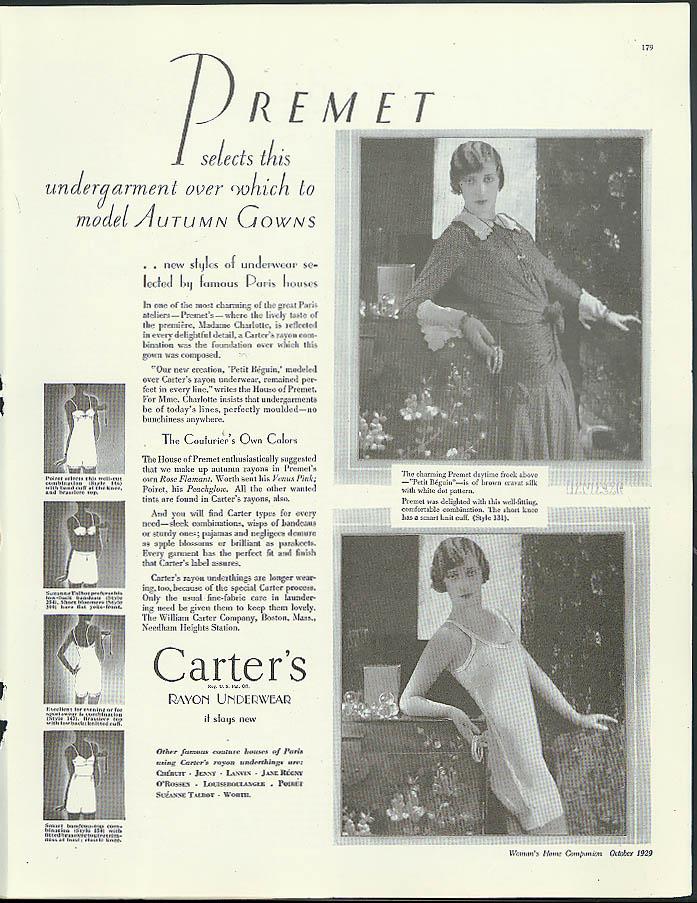 179
PREMET
selects this
undergarment over which to
model AUTUMN GOWNS
. . new styles of underwear se-
lected by famous Paris houses
In one of the most charming of the great Paris
ateliers—Premet's—where the lively taste of
the première, Madame Charlotte, is reflected
in every delightful detail, a Carter's rayon com-
bination was the foundation over which this
gown was composed.
"Our new creation, 'Petit Béguin,' modeled
over Carter's rayon underwear, remained per-
fect in every line," writes the House of Premet.
For Mme. Charlotte insists that undergarments
be of today's lines, perfectly moulded—no
bunchiness anywhere.
The Couturier's Own Colors
The House of Premet enthusiastically suggested
that we make up autumn rayons in Premet's
own Rose Flamant. Worth sent his Venus Pink;
Poiret, his Peachglow. All the other wanted
tints are found in Carter's rayons, also.
And you will find Carter types for every
need—sleek combinations, wisps of bandeaus
or sturdy ones; pajamas and negligees demure
as apple blossoms or brilliant as parakeets.
Every garment has the perfect fit and finish
that Carter's label assures.
Carter's rayon underthings are longer wear-
ing, too, because of the special Carter process.
Only the usual fine-fabric care in launder-
ing need be given them to keep them lovely.
The William Carter Company, Boston, Mass.,
Needham Heights Station.
Carter's
Reg. U. S. Pat. Off.
RAYON UNDERWEAR
it stays new
Other famous couture houses of Paris
using Carter's rayon underthings are:
CHÉRUIT · JENNY · LANVIN · JANE RÉGNY
O'ROSSEN · LOUISEBOULANGER · POIRET
SUZANNE TALBOT · WORTH.
Poiret selects this well-cut
combination (Style 145)
with band cuff at the knee,
and brassiere top.
Suzanne Talbot prefers this
low-back bandeau (Style
Short bloomers (Style
have flat yoke-front.
Excellent for evening or for
sportswear is combination
(Style 147). Brassiere top
with low back; knitted cuff.
Smart bandeau-top com-
bination (Style 154) with
at bust; elastic knee.
The charming Premet daytime frock above
—"Petit Béguin"—is of brown cravat silk
with white dot pattern.
Premet was delighted with this well-fitting,
comfortable combination. The short knee
has a smart knit cuff. (Style 131).
Woman's Home Companion October 1929